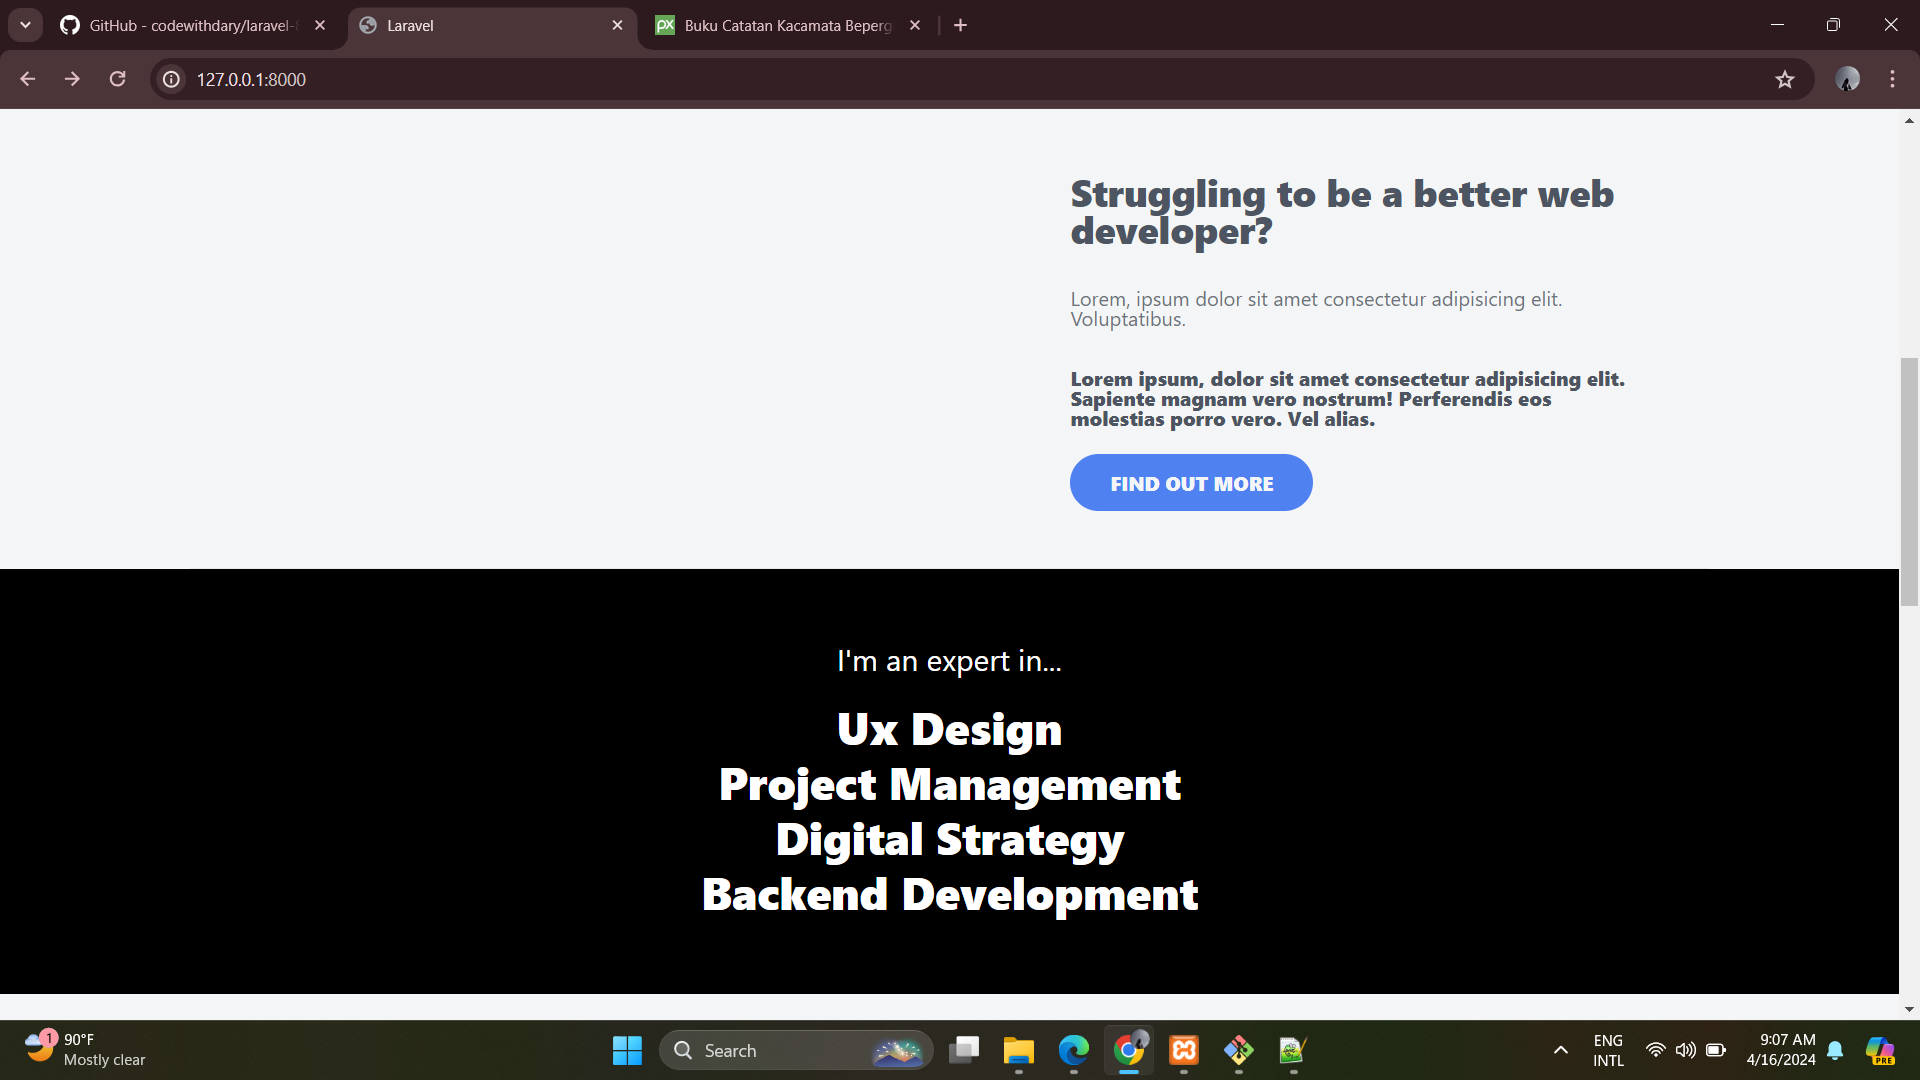 GitHub - codewithdary/laravel-8
Laravel
Buku Catatan Kacamata Beperg
127.0.0.1:8000
Struggling to be a better web
developer?
Lorem, ipsum dolor sit amet consectetur adipisicing elit.
Voluptatibus.
Lorem ipsum, dolor sit amet consectetur adipisicing elit.
Sapiente magnam vero nostrum! Perferendis eos
molestias porro vero. Vel alias.
FIND OUT MORE
I'm an expert in...
Ux Design
Project Management
Digital Strategy
Backend Development
1
90°F
Mostly clear
Search
ENG
INTL
9:07 AM
4/16/2024
PRE